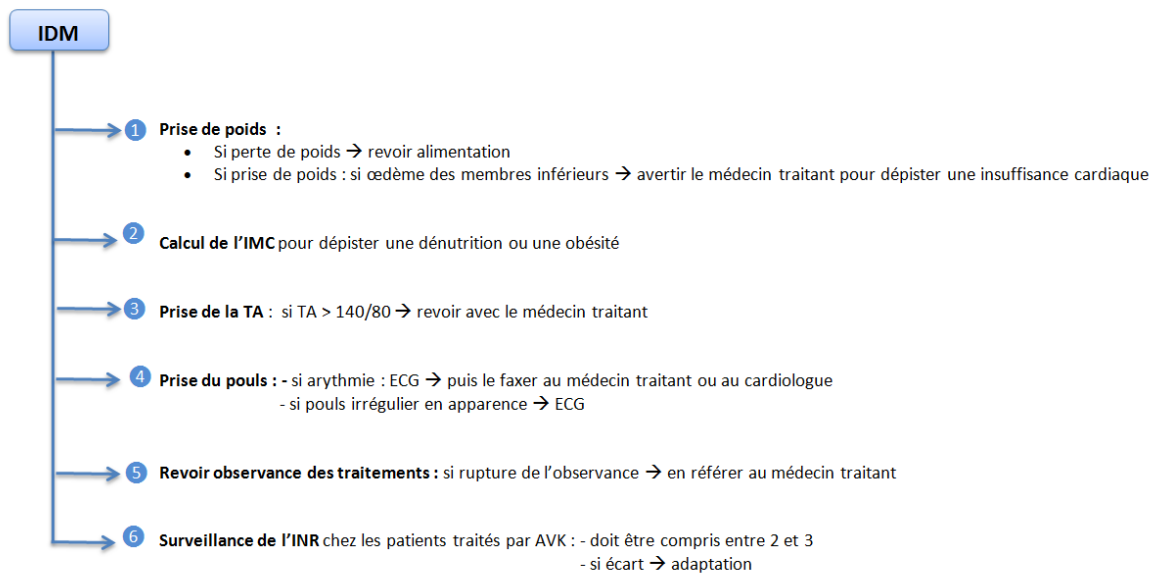 IDM
1 Prise de poids :
• Si perte de poids → revoir alimentation
• Si prise de poids : si œdème des membres inférieurs → avertir le médecin traitant pour dépister une insuffisance cardiaque
2 Calcul de l'IMC pour dépister une dénutrition ou une obésité
3 Prise de la TA : si TA > 140/80 → revoir avec le médecin traitant
4 Prise du pouls : - si arythmie : ECG → puis le faxer au médecin traitant ou au cardiologue
- si pouls irrégulier en apparence → ECG
5 Revoir observance des traitements : si rupture de l'observance → en référer au médecin traitant
6 Surveillance de l'INR chez les patients traités par AVK : - doit être compris entre 2 et 3
- si écart → adaptation